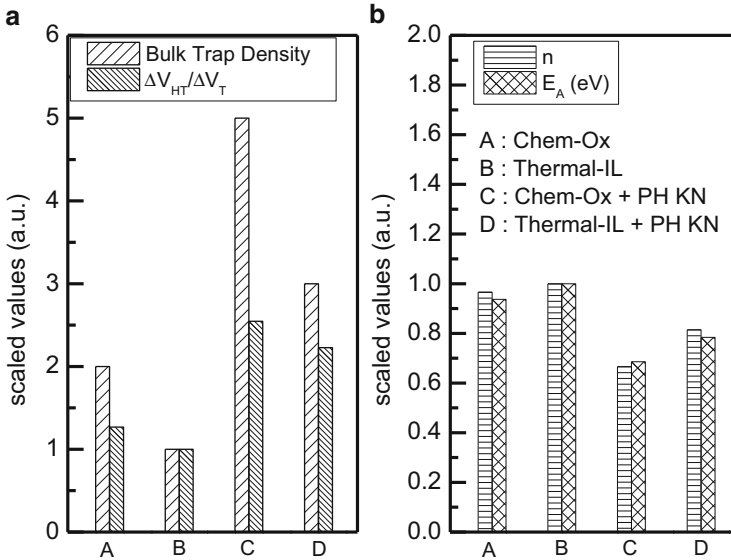 a
6
5
4
3
2
1
0
scaled values (a.u.)
Bulk Trap Density
ΔV_HT/ΔV_T
A B C D
b
2.0
1.8
1.6
1.4
1.2
1.0
0.8
0.6
0.4
0.2
0.0
scaled values (a.u.)
n
E_A (eV)
A : Chem-Ox
B : Thermal-IL
C : Chem-Ox + PH KN
D : Thermal-IL + PH KN
A B C D